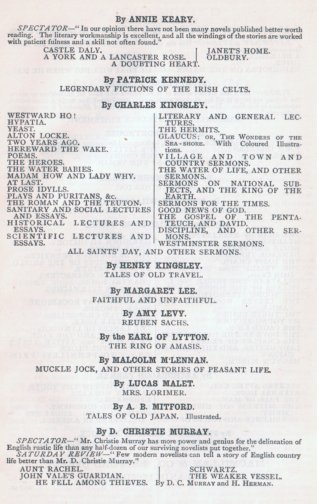 By ANNIE KEARY.
SPECTATOR—"In our opinion there have not been many novels published better worth
reading. The literary workmanship is excellent, and all the windings of the stories are worked
with patient fulness and a skill not often found."
CASTLE DALY.
A YORK AND A LANCASTER ROSE.
JANET'S HOME.
OLDBURY.
A DOUBTING HEART.
By PATRICK KENNEDY.
LEGENDARY FICTIONS OF THE IRISH CELTS.
By CHARLES KINGSLEY.
WESTWARD HO!
HYPATIA.
YEAST.
ALTON LOCKE.
TWO YEARS AGO.
HEREWARD THE WAKE.
POEMS.
THE HEROES.
THE WATER BABIES.
MADAM HOW AND LADY WHY.
AT LAST.
PROSE IDYLLS.
PLAYS AND PURITANS, &c.
THE ROMAN AND THE TEUTON.
SANITARY AND SOCIAL LECTURES
AND ESSAYS.
HISTORICAL LECTURES AND
ESSAYS.
SCIENTIFIC LECTURES AND
ESSAYS.
LITERARY AND GENERAL LEC-
TURES.
THE HERMITS.
GLAUCUS; OR, THE WONDERS OF THE
SEA-SHORE. With Coloured Illustra-
tions.
VILLAGE AND TOWN AND
COUNTRY SERMONS.
THE WATER OF LIFE, AND OTHER
SERMONS.
SERMONS ON NATIONAL SUB-
JECTS, AND THE KING OF THE
EARTH.
SERMONS FOR THE TIMES.
GOOD NEWS OF GOD.
THE GOSPEL OF THE PENTA-
TEUCH, AND DAVID.
DISCIPLINE, AND OTHER SER-
MONS.
WESTMINSTER SERMONS.
ALL SAINTS' DAY, AND OTHER SERMONS.
By HENRY KINGSLEY.
TALES OF OLD TRAVEL.
By MARGARET LEE.
FAITHFUL AND UNFAITHFUL.
By AMY LEVY.
REUBEN SACHS.
By the EARL OF LYTTON.
THE RING OF AMASIS.
By MALCOLM M'LENNAN.
MUCKLE JOCK, AND OTHER STORIES OF PEASANT LIFE.
By LUCAS MALET.
MRS. LORIMER.
By A. B. MITFORD.
TALES OF OLD JAPAN. Illustrated.
By D. CHRISTIE MURRAY.
SPECTATOR—"Mr. Christie Murray has more power and genius for the delineation of
English rustic life than any half-dozen of our surviving novelists put together."
SATURDAY REVIEW—"Few modern novelists can tell a story of English country
life better than Mr. D. Christie Murray."
AUNT RACHEL.
JOHN VALE'S GUARDIAN.
SCHWARTZ.
THE WEAKER VESSEL.
HE FELL AMONG THIEVES. By D. C. MURRAY and H. HERMAN.